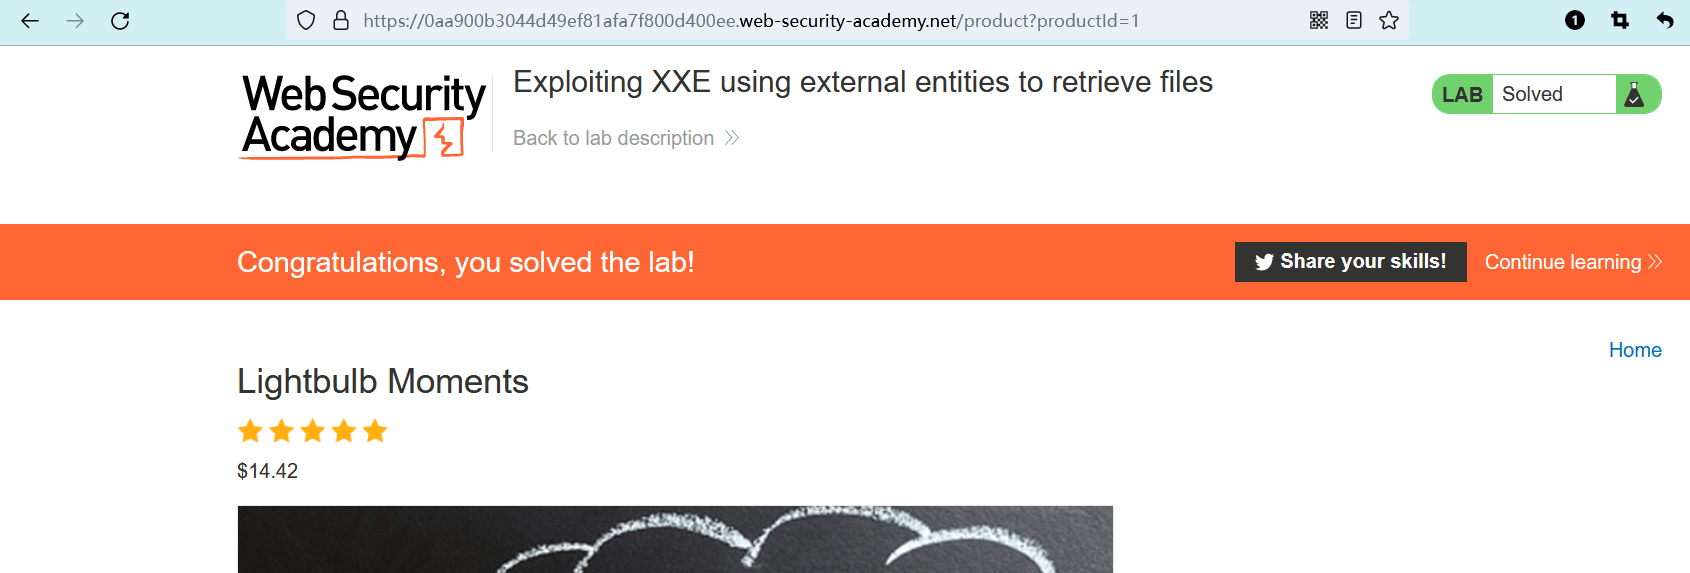 https://0aa900b3044d49ef81afa7f800d400ee.web-security-academy.net/product?productId=1
1
Web Security
Academy
Exploiting XXE using external entities to retrieve files
Back to lab description
LAB Solved
Congratulations, you solved the lab!
Share your skills!
Continue learning
Home
Lightbulb Moments
$14.42